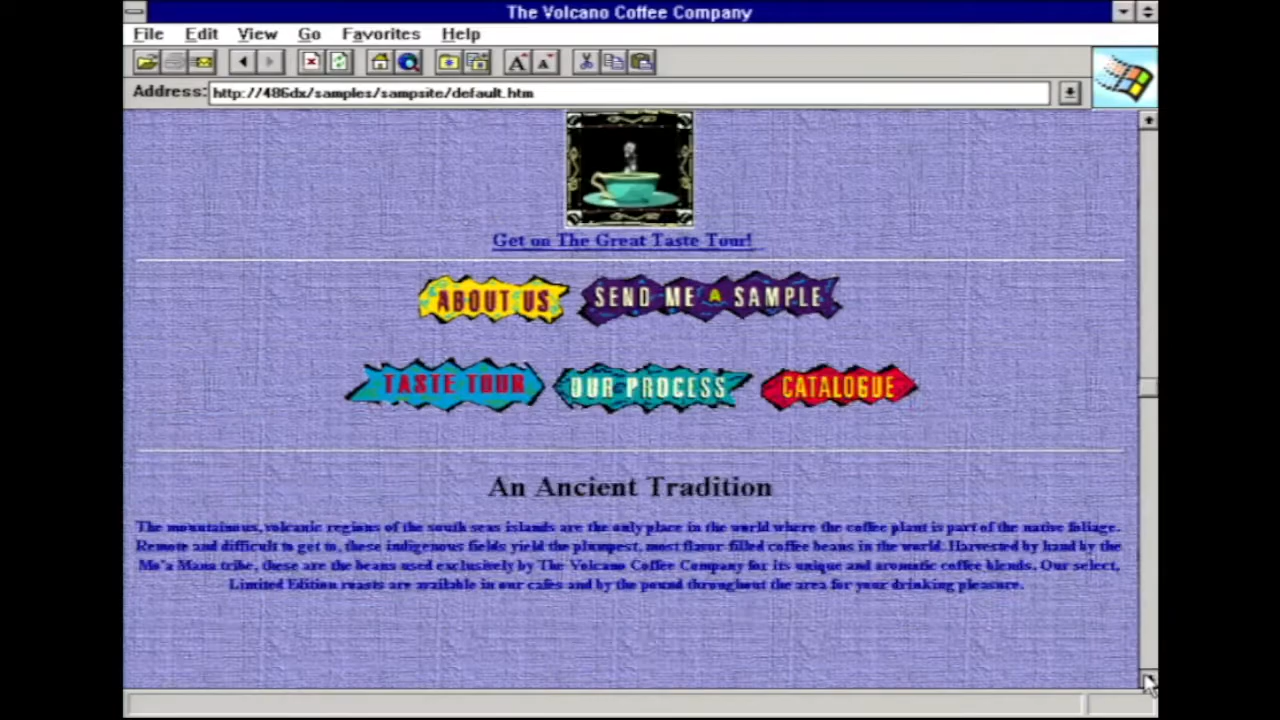 The Volcano Coffee Company
File Edit View Go Favorites Help
Address: http://486dx/samples/sampsite/default.htm
Get on The Great Taste Tour!
ABOUT US SEND ME A SAMPLE
TASTE TOUR OUR PROCESS CATALOGUE
An Ancient Tradition
The mountainous, volcanic regions of the south seas islands are the only place in the world where the coffee plant is part of the native foliage.
Remote and difficult to get to, these indigenous fields yield the plumpest, most flavor-filled coffee beans in the world. Harvested by hand by the
Mo'a Mana tribe, these are the beans used exclusively by The Volcano Coffee Company for its unique and aromatic coffee blends. Our select,
Limited Edition roasts are available in our cafes and by the pound throughout the area for your drinking pleasure.